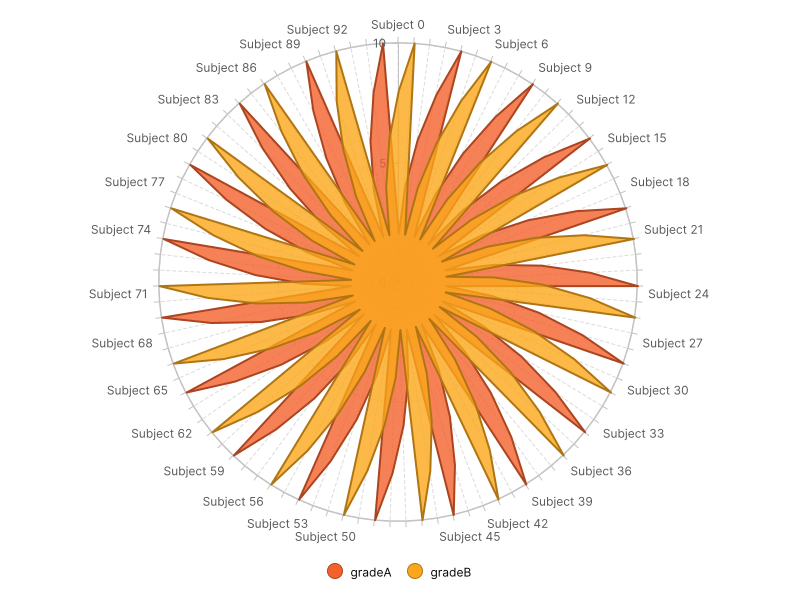 Subject 0
Subject 3
Subject 6
Subject 9
Subject 12
Subject 15
Subject 18
Subject 21
Subject 24
Subject 27
Subject 30
Subject 33
Subject 36
Subject 39
Subject 42
Subject 45
Subject 50
Subject 53
Subject 56
Subject 59
Subject 62
Subject 65
Subject 68
Subject 71
Subject 74
Subject 77
Subject 80
Subject 83
Subject 86
Subject 89
Subject 92
10
5
gradeA
gradeB